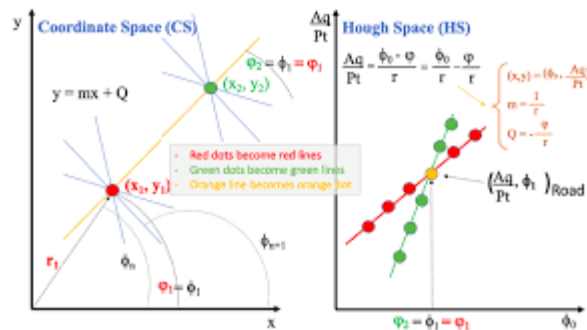 y
Coordinate Space (CS)
φ₂ = ϕ₁ = φ₁
(x₂, y₂)
y = mx + Q
(x₁, y₁)
r₁
ϕₙ
φ₁ = ϕ₁
ϕₙ₊₁
x
- Red dots become red lines
- Green dots become green lines
- Orange line becomes orange dot
Δq
Pt
Hough Space (HS)
Δq/Pt = (ϕ₀ - φ)/r = ϕ₀/r - φ/r
(x,y) = (ϕ₀, Δq/Pt)
m = 1/r
Q = - φ/r
(Δq/Pt, ϕ₁)Road
φ₂ = ϕ₁ = φ₁
ϕ₀